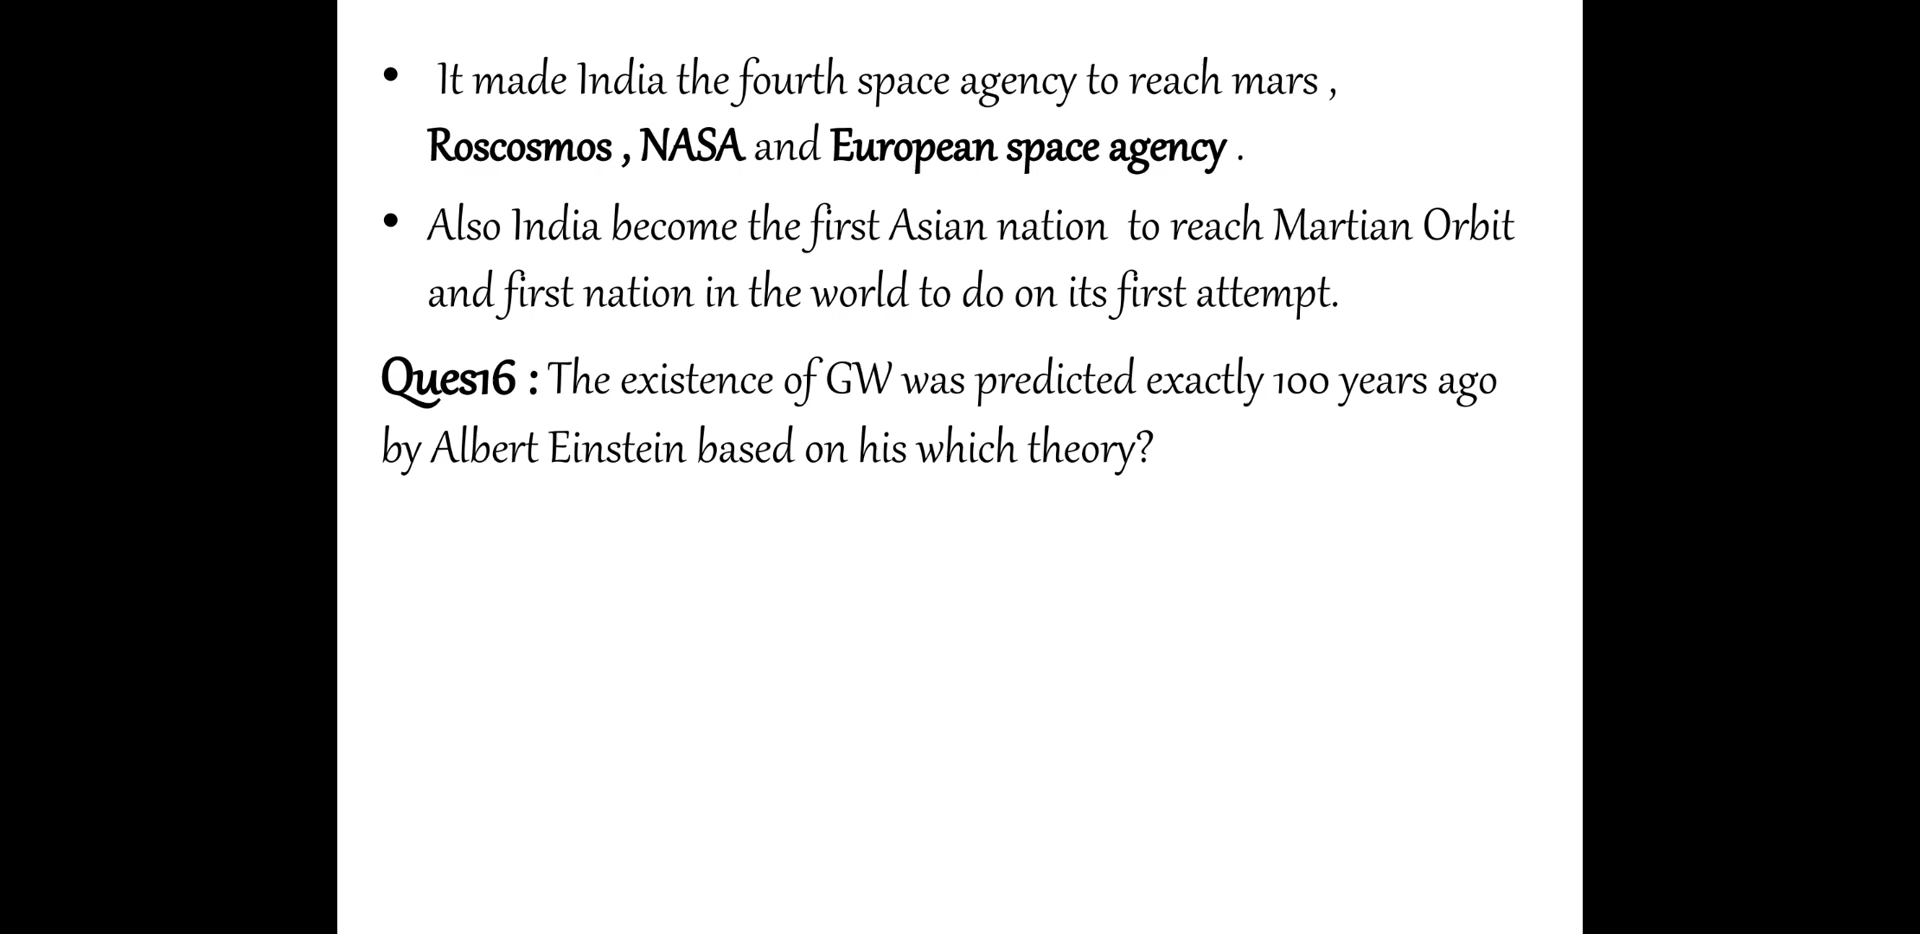 • It made India the fourth space agency to reach mars ,
Roscosmos , NASA and European space agency .
• Also India become the first Asian nation to reach Martian Orbit
and first nation in the world to do on its first attempt.
Ques16 : The existence of GW was predicted exactly 100 years ago
by Albert Einstein based on his which theory?